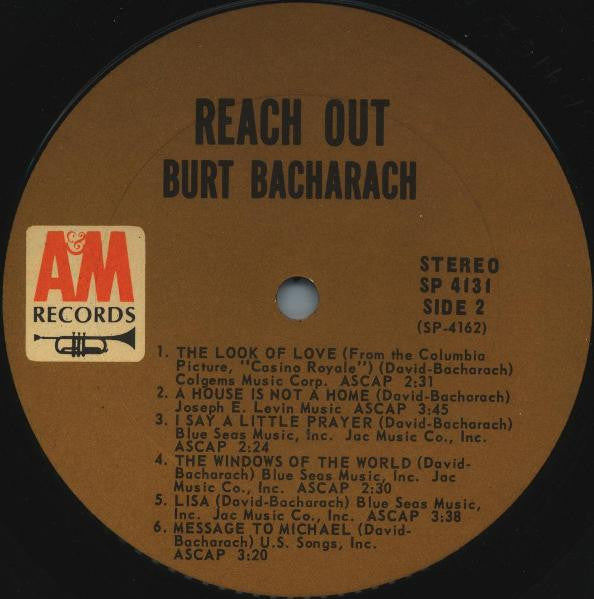 REACH OUT
BURT BACHARACH
A&M
RECORDS
STEREO
SP 4131
SIDE 2
(SP-4162)
1. THE LOOK OF LOVE (From the Columbia
Picture, "Casino Royale") (David-Bacharach)
Colgems Music Corp. ASCAP 2:31
2. A HOUSE IS NOT A HOME (David-Bacharach)
Joseph E. Levin Music ASCAP 3:45
3. I SAY A LITTLE PRAYER (David-Bacharach)
Blue Seas Music, Inc. Jac Music Co., Inc.
ASCAP 2:24
4. THE WINDOWS OF THE WORLD (David-
Bacharach) Blue Seas Music, Inc. Jac
Music Co., Inc. ASCAP 2:30
5. LISA (David-Bacharach) Blue Seas Music,
Inc. Jac Music Co., Inc. ASCAP 3:38
6. MESSAGE TO MICHAEL (David-
Bacharach) U.S. Songs, Inc.
ASCAP 3:20